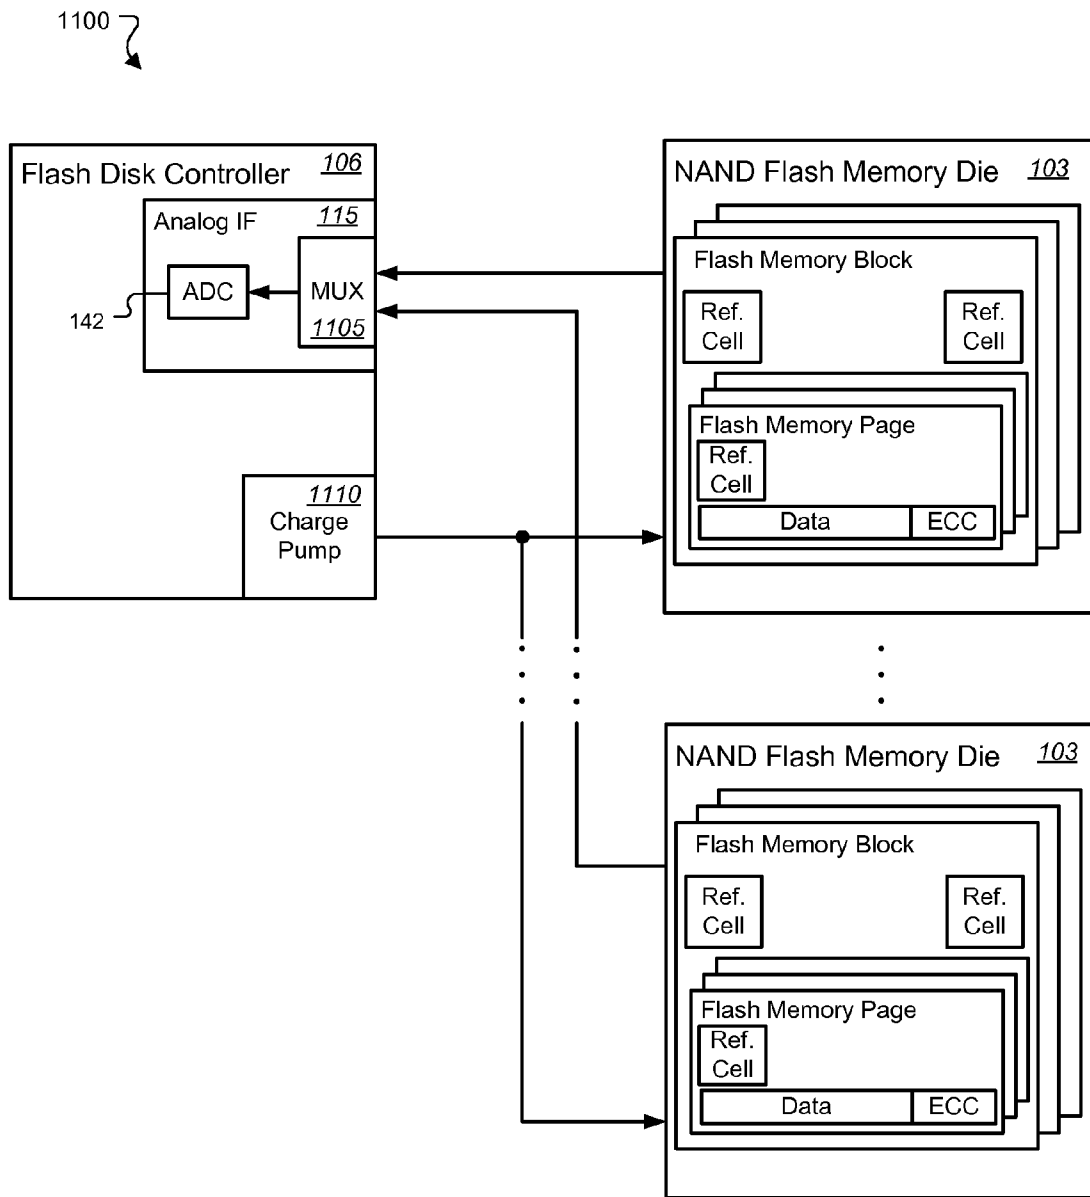 1100
Flash Disk Controller 106
Analog IF 115
ADC
MUX
1105
142
1110
Charge
Pump
NAND Flash Memory Die 103
Flash Memory Block
Ref.
Cell
Ref.
Cell
Flash Memory Page
Ref.
Cell
Data ECC
NAND Flash Memory Die 103
Flash Memory Block
Ref.
Cell
Ref.
Cell
Flash Memory Page
Ref.
Cell
Data ECC